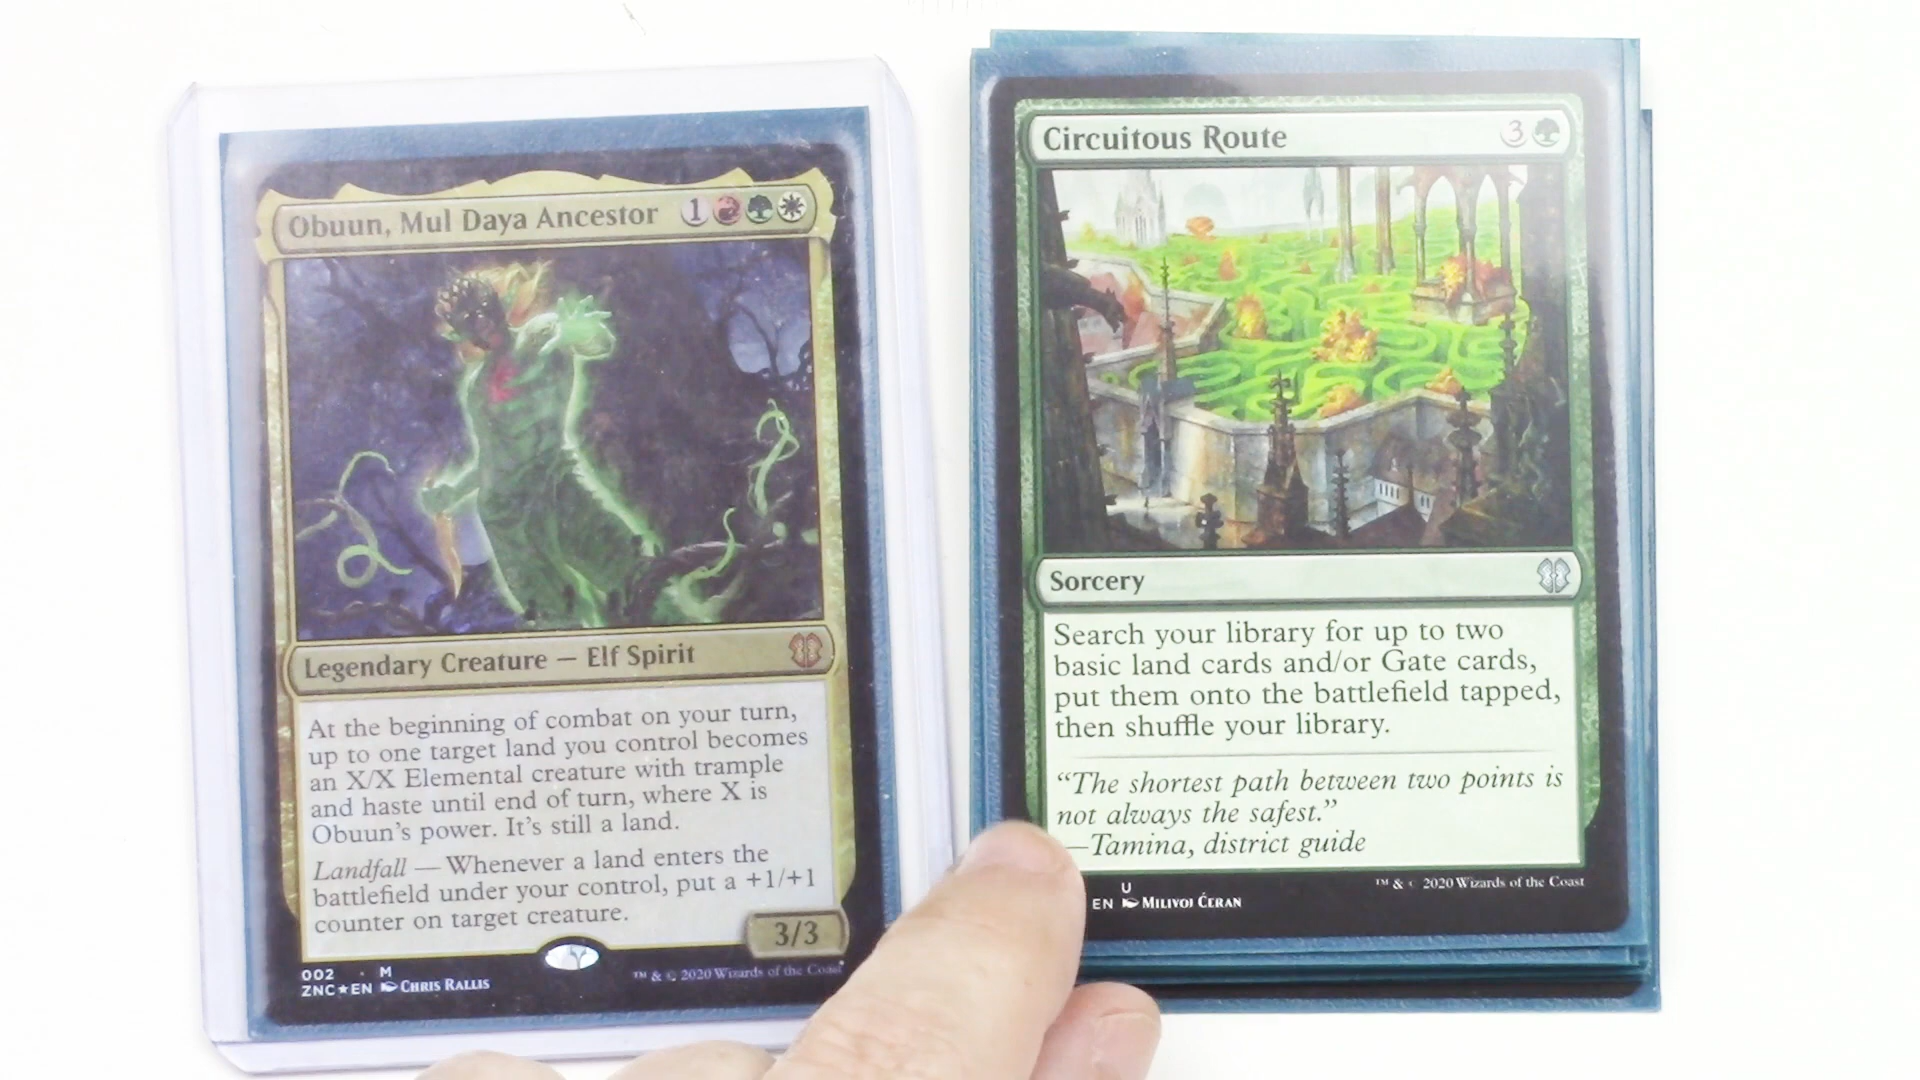 Obuun, Mul Daya Ancestor 1
Legendary Creature — Elf Spirit
At the beginning of combat on your turn,
up to one target land you control becomes
an X/X Elemental creature with trample
and haste until end of turn, where X is
Obuun's power. It's still a land.
Landfall — Whenever a land enters the
battlefield under your control, put a +1/+1
counter on target creature.
3/3
002 · M
ZNC★EN Chris Rallis
™ & © 2020 Wizards of the Coast
Circuitous Route 3
Sorcery
Search your library for up to two
basic land cards and/or Gate cards,
put them onto the battlefield tapped,
then shuffle your library.
“The shortest path between two points is
not always the safest.”
—Tamina, district guide
U
EN Milivoj Ćeran
™ & © 2020 Wizards of the Coast